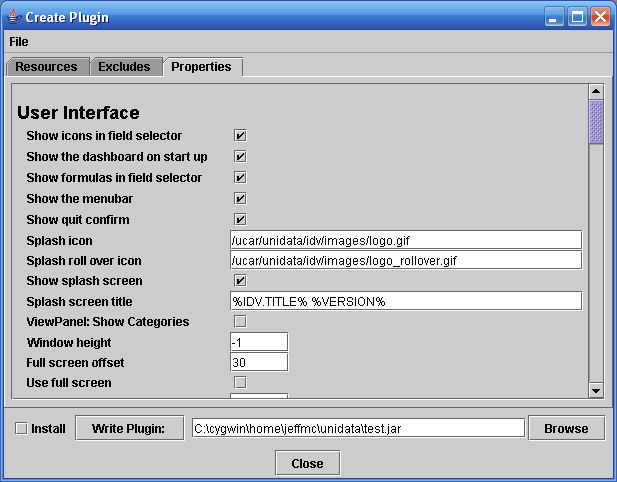 Create Plugin
File
Resources Excludes Properties
User Interface
Show icons in field selector
Show the dashboard on start up
Show formulas in field selector
Show the menubar
Show quit confirm
Splash icon /ucar/unidata/idv/images/logo.gif
Splash roll over icon /ucar/unidata/idv/images/logo_rollover.gif
Show splash screen
Splash screen title %IDV.TITLE% %VERSION%
ViewPanel: Show Categories
Window height -1
Full screen offset 30
Use full screen
Install Write Plugin: C:\cygwin\home\jeffmc\unidata\test.jar Browse
Close